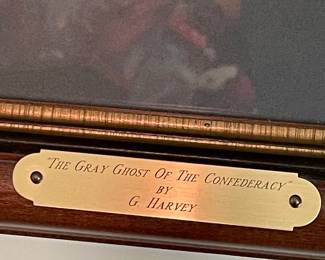 "THE GRAY GHOST OF THE CONFEDERACY"
BY
G. HARVEY